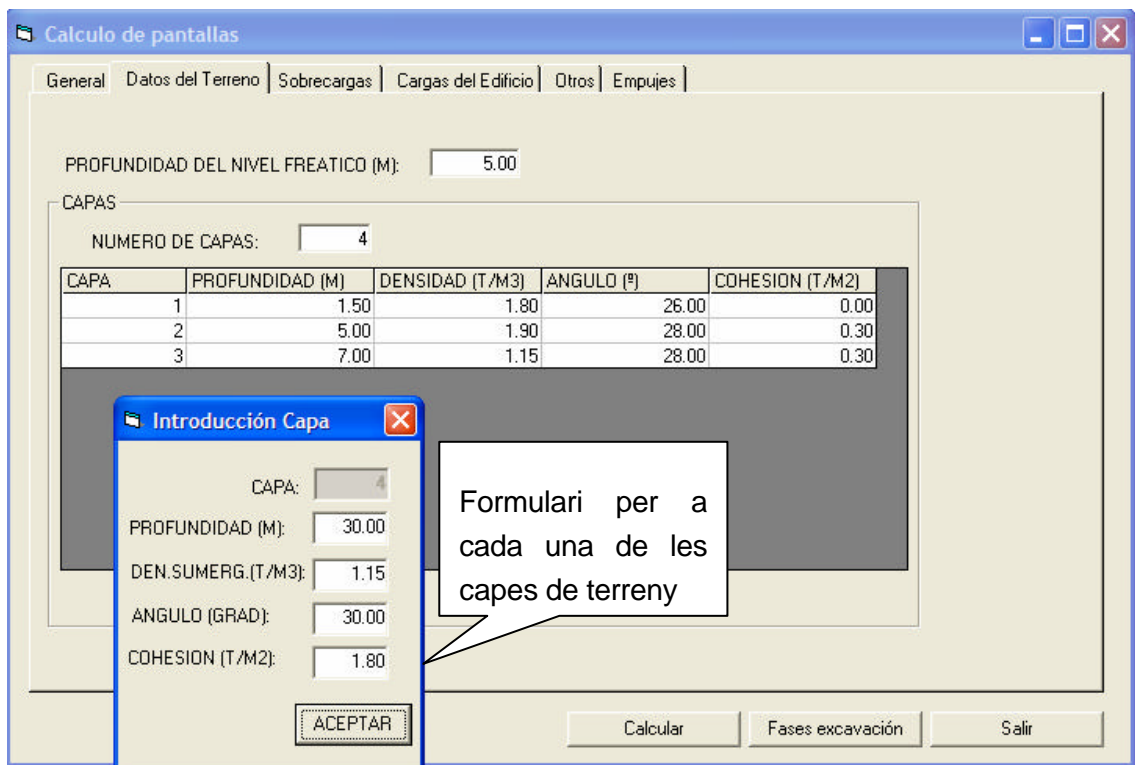 Calculo de pantallas
General Datos del Terreno Sobrecargas Cargas del Edificio Otros Empujes
PROFUNDIDAD DEL NIVEL FREATICO (M): 5.00
CAPAS
NUMERO DE CAPAS: 4
CAPA PROFUNDIDAD (M) DENSIDAD (T/M3) ANGULO (º) COHESION (T/M2)
1 1.50 1.80 26.00 0.00
2 5.00 1.90 28.00 0.30
3 7.00 1.15 28.00 0.30
Introducción Capa
CAPA: 4
PROFUNDIDAD (M): 30.00
DEN.SUMERG.(T/M3): 1.15
ANGULO (GRAD): 30.00
COHESION (T/M2): 1.80
ACEPTAR
Formulari per a
cada una de les
capes de terreny
Calcular Fases excavación Salir